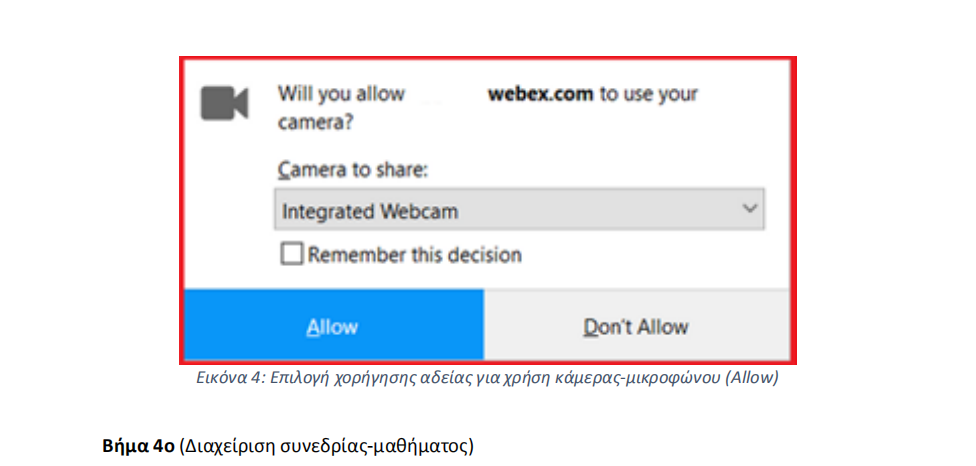 Will you allow webex.com to use your
camera?
Camera to share:
Integrated Webcam
Remember this decision
Allow
Don't Allow
Εικόνα 4: Επιλογή χορήγησης αδείας για χρήση κάμερας-μικροφώνου (Allow)
Βήμα 4ο (Διαχείριση συνεδρίας-μαθήματος)